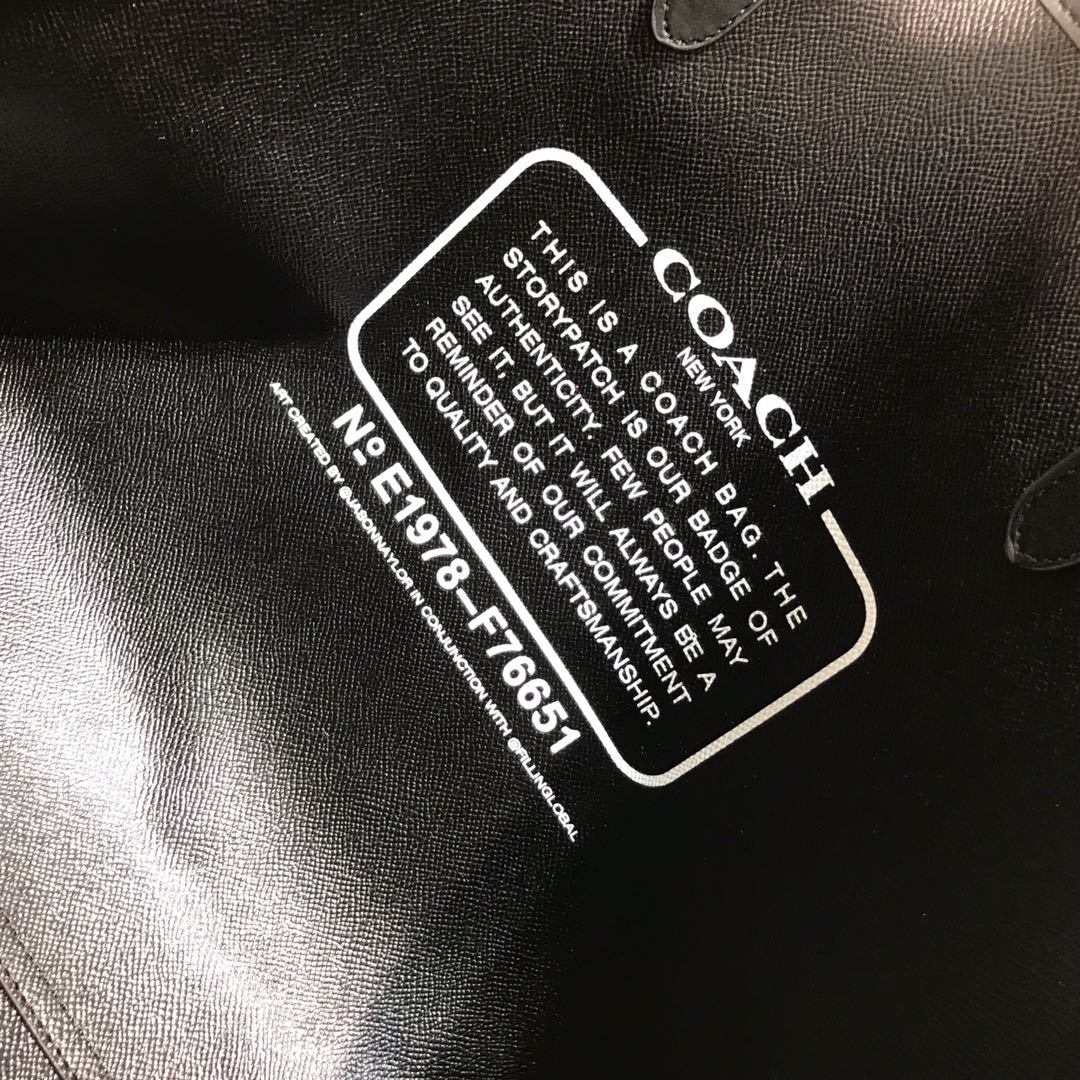 COACH
NEW YORK
THIS IS A COACH BAG. THE
STORYPATCH IS OUR BADGE OF
AUTHENTICITY. FEW PEOPLE MAY
SEE IT, BUT IT WILL ALWAYS BE A
REMINDER OF OUR COMMITMENT
TO QUALITY AND CRAFTSMANSHIP.
Nº E1978-F76651
ART CREATED BY @JASONNAYLOR IN CONJUNCTION WITH @FILLINGLOBAL